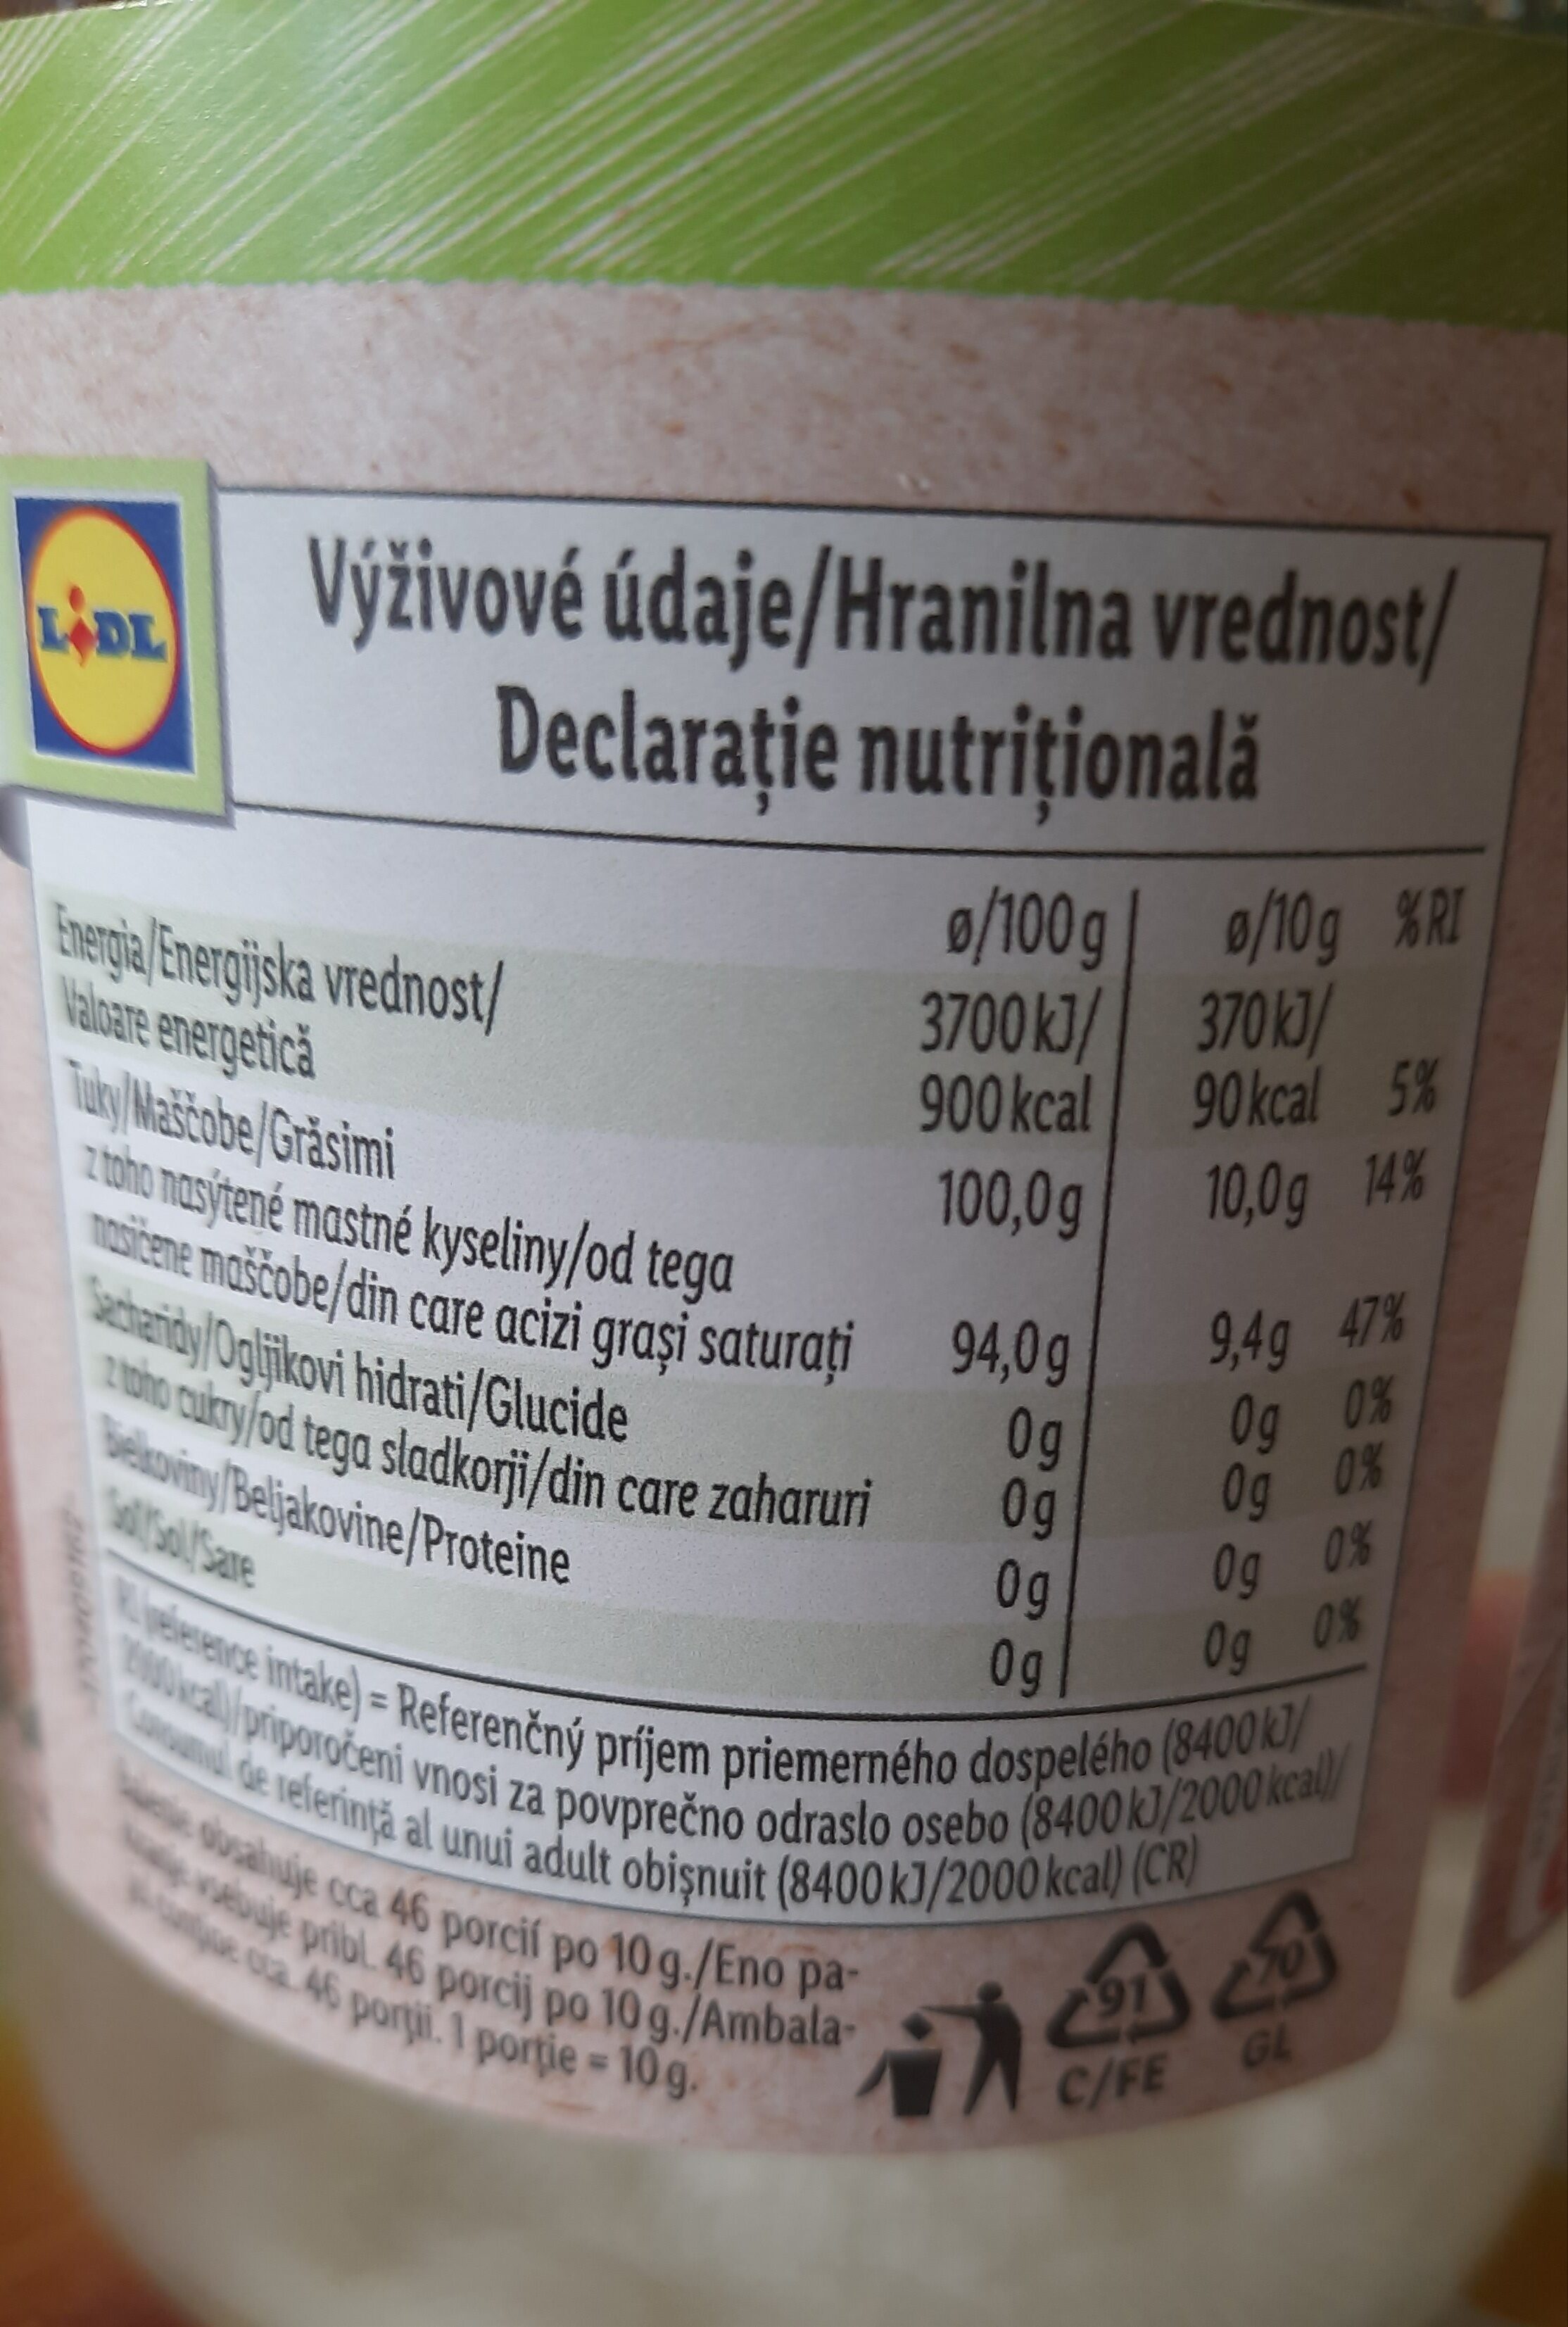 LIDL
Výživové údaje/Hranilna vrednost/
Declarație nutrițională
ø/100g ø/10g %RI
Energia/Energijska vrednost/ 3700kJ/ 370kJ/
Valoare energetică 900kcal 90kcal 5%
Tuky/Maščobe/Grăsimi 100,0g 10,0g 14%
z toho nasýtené mastné kyseliny/od tega
nasičene maščobe/din care acizi grași saturați 94,0g 9,4g 47%
Sacharidy/Ogljikovi hidrati/Glucide 0g 0g 0%
z toho cukry/od tega sladkorji/din care zaharuri 0g 0g 0%
Bielkoviny/Beljakovine/Proteine 0g 0g 0%
Soľ/Sol/Sare 0g 0g 0%
RI (reference intake) = Referenčný príjem priemerného dospelého (8400kJ/
2000kcal)/priporočeni vnosi za povprečno odraslo osebo (8400kJ/2000kcal)/
Consumul de referință al unui adult obișnuit (8400kJ/2000kcal) (CR)
obsahuje cca 46 porcií po 10g./Eno pa-
kiranje vsebuje pribl. 46 porcij po 10g./Ambala-
jul conține cca. 46 porții. 1 porție = 10g.
91 70
C/FE GL